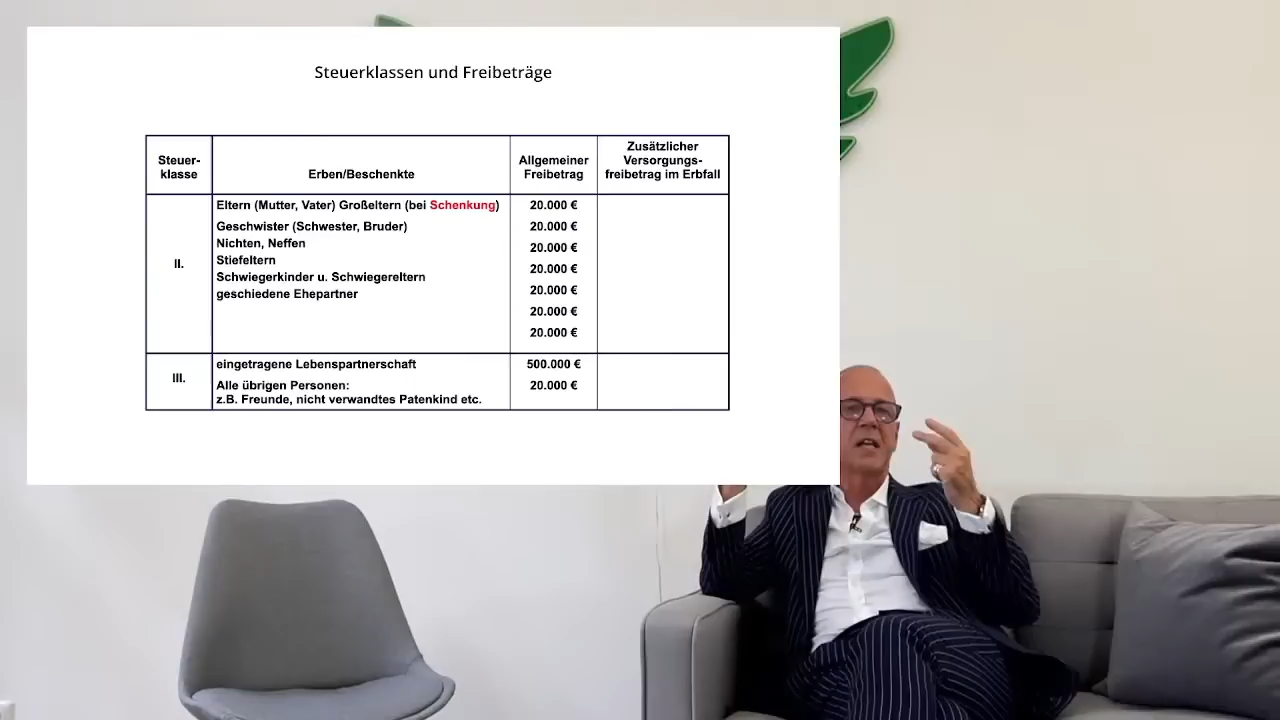 Steuerklassen und Freibeträge
Steuer-
klasse
Erben/Beschenkte
Allgemeiner
Freibetrag
Zusätzlicher
Versorgungs-
freibetrag im Erbfall
II.
Eltern (Mutter, Vater) Großeltern (bei Schenkung)
20.000 €
Geschwister (Schwester, Bruder)
20.000 €
Nichten, Neffen
20.000 €
Stiefeltern
20.000 €
Schwiegerkinder u. Schwiegereltern
20.000 €
geschiedene Ehepartner
20.000 €
20.000 €
III.
eingetragene Lebenspartnerschaft
500.000 €
Alle übrigen Personen:
20.000 €
z.B. Freunde, nicht verwandtes Patenkind etc.